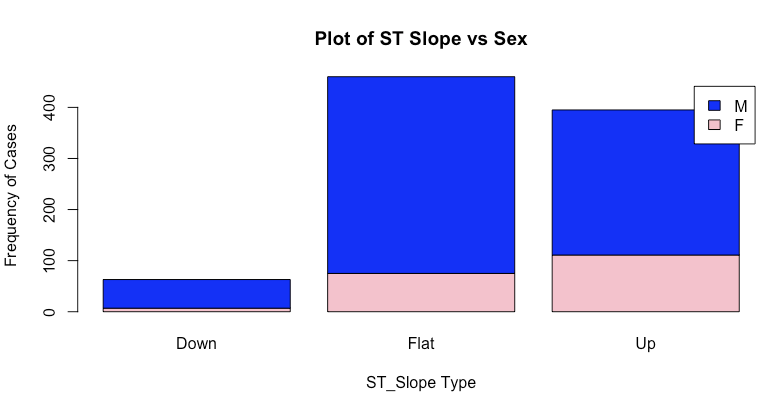 Plot of ST Slope vs Sex
M
F
Frequency of Cases
400
300
200
100
0
Down Flat Up
ST_Slope Type